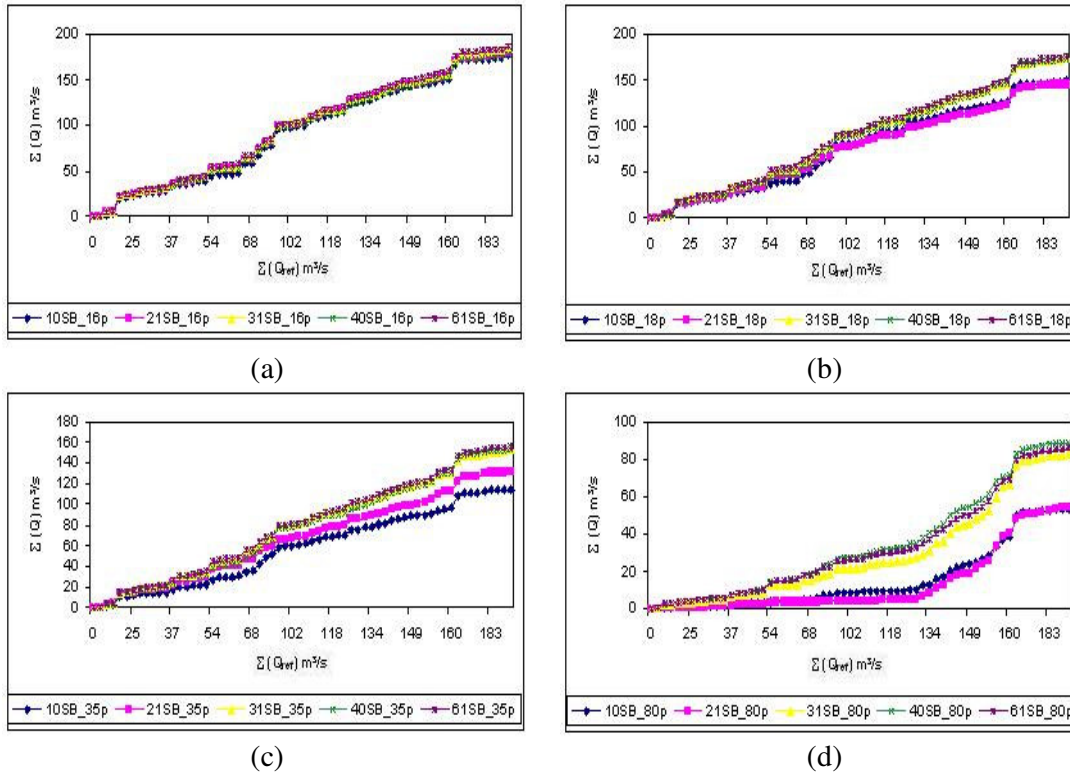 200
150
100
50
0
Σ (Q) m³/s
0 25 37 54 68 102 118 134 149 160 183
Σ(Qref) m³/s
10SB_16p 21SB_16p 31SB_16p 40SB_16p 61SB_16p
(a)
200
150
100
50
0
Σ (Q) m³/s
0 25 37 54 68 102 118 134 149 160 183
Σ(Qref) m³/s
10SB_18p 21SB_18p 31SB_18p 40SB_18p 61SB_18p
(b)
180
160
140
120
100
80
60
40
20
0
Σ (Q) m³/s
0 25 37 54 68 102 118 134 149 160 183
Σ(Qref) m³/s
10SB_35p 21SB_35p 31SB_35p 40SB_35p 61SB_35p
(c)
100
80
60
40
20
0
Σ (Q) m³/s
0 25 37 54 68 102 118 134 149 160 183
Σ(Qref) m³/s
10SB_80p 21SB_80p 31SB_80p 40SB_80p 61SB_80p
(d)